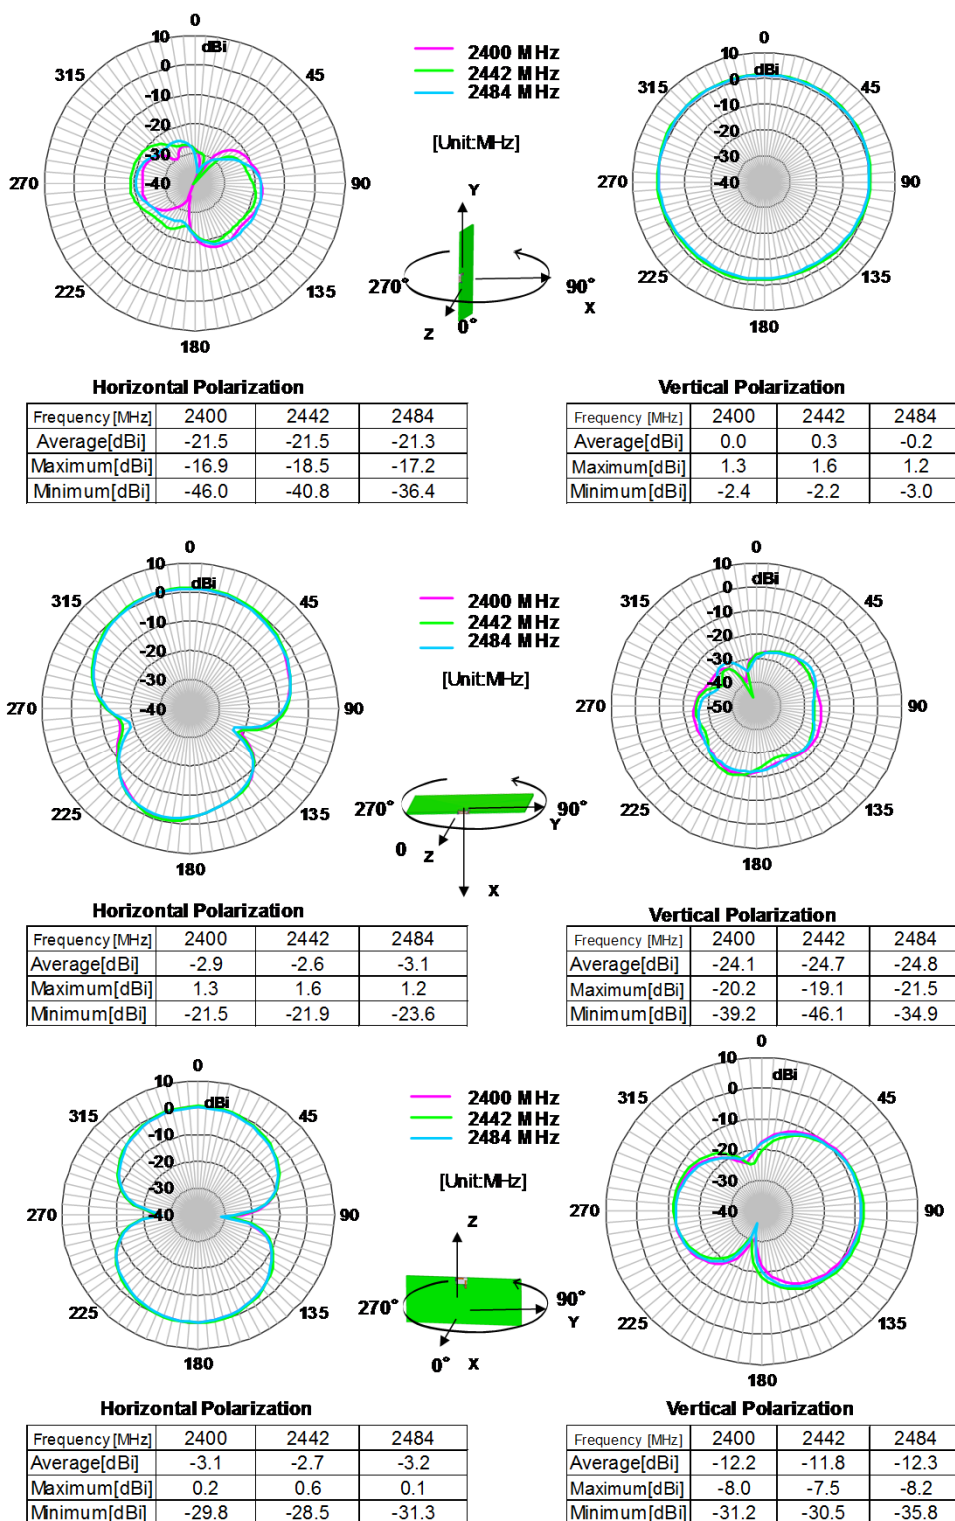 0
dBi
10
0
-10
-20
-30
-40
315
45
270
90
225
135
180
2400 MHz
2442 MHz
2484 MHz
[Unit:MHz]
Y
270°
90°
X
Z
0°
0
10
dBi
0
-10
-20
-30
-40
315
45
270
90
225
135
180
Horizontal Polarization
Frequency [MHz] 2400 2442 2484
Average[dBi] -21.5 -21.5 -21.3
Maximum[dBi] -16.9 -18.5 -17.2
Minimum[dBi] -46.0 -40.8 -36.4
Vertical Polarization
Frequency [MHz] 2400 2442 2484
Average[dBi] 0.0 0.3 -0.2
Maximum[dBi] 1.3 1.6 1.2
Minimum[dBi] -2.4 -2.2 -3.0
0
10
dBi
0
-10
-20
-30
-40
315
45
270
90
225
135
180
2400 MHz
2442 MHz
2484 MHz
[Unit:MHz]
270°
90°
Y
0
Z
X
0
10
dBi
0
-10
-20
-30
-40
-50
315
45
270
90
225
135
180
Horizontal Polarization
Frequency [MHz] 2400 2442 2484
Average[dBi] -2.9 -2.6 -3.1
Maximum[dBi] 1.3 1.6 1.2
Minimum[dBi] -21.5 -21.9 -23.6
Vertical Polarization
Frequency [MHz] 2400 2442 2484
Average[dBi] -24.1 -24.7 -24.8
Maximum[dBi] -20.2 -19.1 -21.5
Minimum[dBi] -39.2 -46.1 -34.9
0
10
dBi
0
-10
-20
-30
-40
315
45
270
90
225
135
180
2400 MHz
2442 MHz
2484 MHz
[Unit:MHz]
Z
270°
90°
Y
0°
X
0
10
dBi
0
-10
-20
-30
-40
315
45
270
90
225
135
180
Horizontal Polarization
Frequency [MHz] 2400 2442 2484
Average[dBi] -3.1 -2.7 -3.2
Maximum[dBi] 0.2 0.6 0.1
Minimum[dBi] -29.8 -28.5 -31.3
Vertical Polarization
Frequency [MHz] 2400 2442 2484
Average[dBi] -12.2 -11.8 -12.3
Maximum[dBi] -8.0 -7.5 -8.2
Minimum[dBi] -31.2 -30.5 -35.8